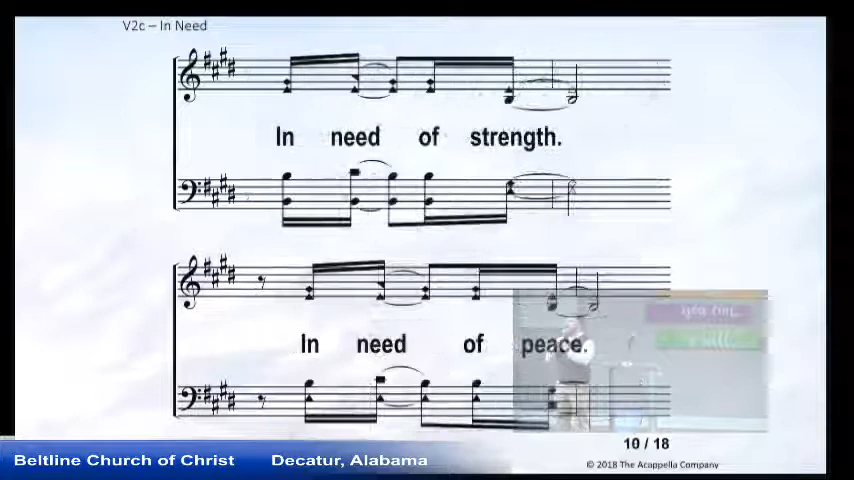 V2c – In Need
In need of strength.
In need of peace.
10 / 18
© 2018 The Acappella Company
Beltline Church of Christ Decatur, Alabama